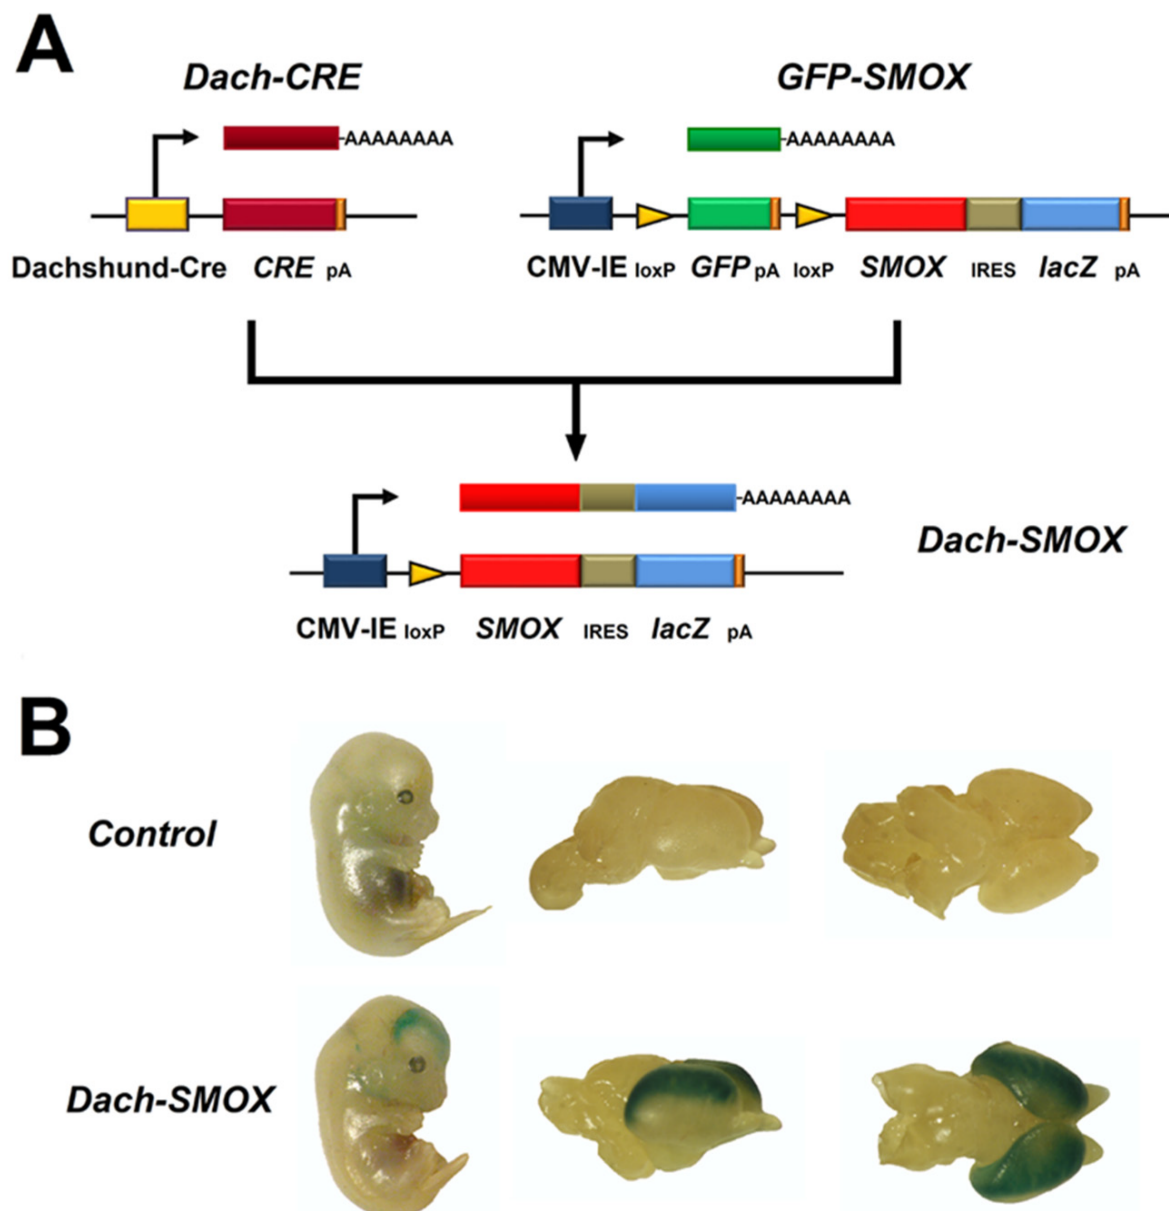 A
Dach-CRE
GFP-SMOX
-AAAAAAAA
-AAAAAAAA
Dachshund-Cre CRE pA
CMV-IE loxP GFP pA loxP SMOX IRES lacZ pA
-AAAAAAAA
Dach-SMOX
CMV-IE loxP SMOX IRES lacZ pA
B
Control
Dach-SMOX